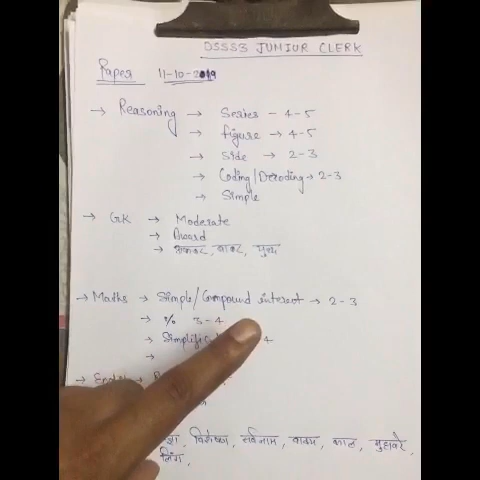 DSSSB JUNIOR CLERK
Paper 11-10-2019
→ Reasoning → Series - 4-5
→ figure → 4-5
→ Side → 2-3
→ Coding/Decoding → 2-3
→ Simple
→ GK → Moderate
→ Award
→ अकबर, बाबर,
→ Maths → Simple/Compound interest → 2-3
→ % 3-4
→ 4
→
→
विशेषण, सर्वनाम, वाक्य, काल, मुहावरे,
लिंग,